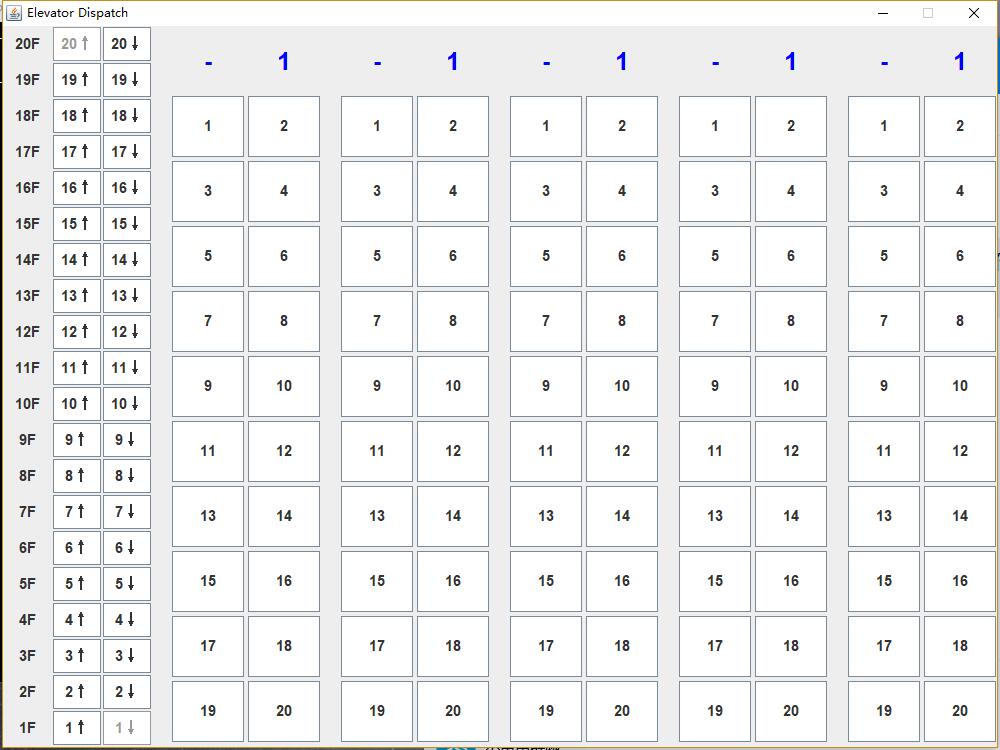 Elevator Dispatch
20F 20 ↑ 20 ↓
19F 19 ↑ 19 ↓
18F 18 ↑ 18 ↓
17F 17 ↑ 17 ↓
16F 16 ↑ 16 ↓
15F 15 ↑ 15 ↓
14F 14 ↑ 14 ↓
13F 13 ↑ 13 ↓
12F 12 ↑ 12 ↓
11F 11 ↑ 11 ↓
10F 10 ↑ 10 ↓
9F 9 ↑ 9 ↓
8F 8 ↑ 8 ↓
7F 7 ↑ 7 ↓
6F 6 ↑ 6 ↓
5F 5 ↑ 5 ↓
4F 4 ↑ 4 ↓
3F 3 ↑ 3 ↓
2F 2 ↑ 2 ↓
1F 1 ↑ 1 ↓
- 1 - 1 - 1 - 1 - 1
1 2 1 2 1 2 1 2 1 2
3 4 3 4 3 4 3 4 3 4
5 6 5 6 5 6 5 6 5 6
7 8 7 8 7 8 7 8 7 8
9 10 9 10 9 10 9 10 9 10
11 12 11 12 11 12 11 12 11 12
13 14 13 14 13 14 13 14 13 14
15 16 15 16 15 16 15 16 15 16
17 18 17 18 17 18 17 18 17 18
19 20 19 20 19 20 19 20 19 20